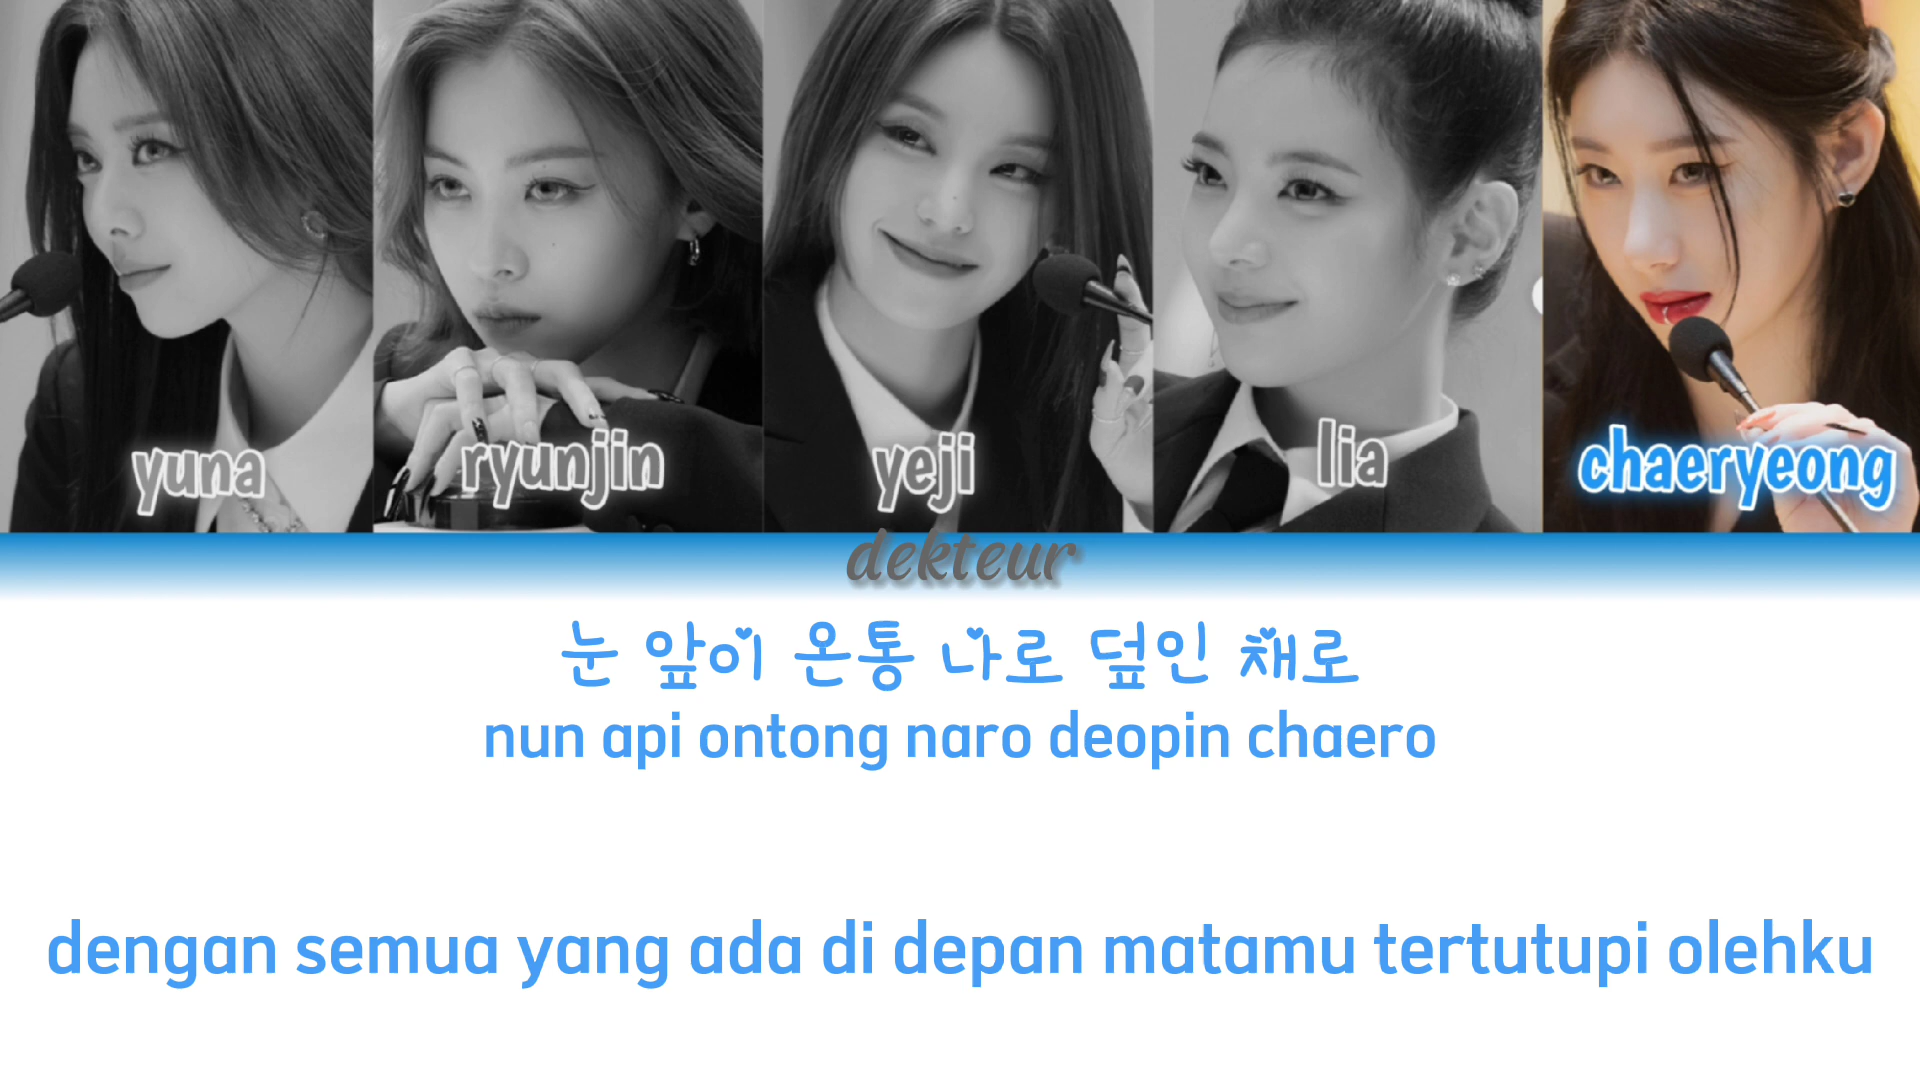 yuna
ryunjin
yeji
lia
chaeryeong
dekteur
눈 앞이 온통 나로 덮인 채로
nun api ontong naro deopin chaero
dengan semua yang ada di depan matamu tertutupi olehku